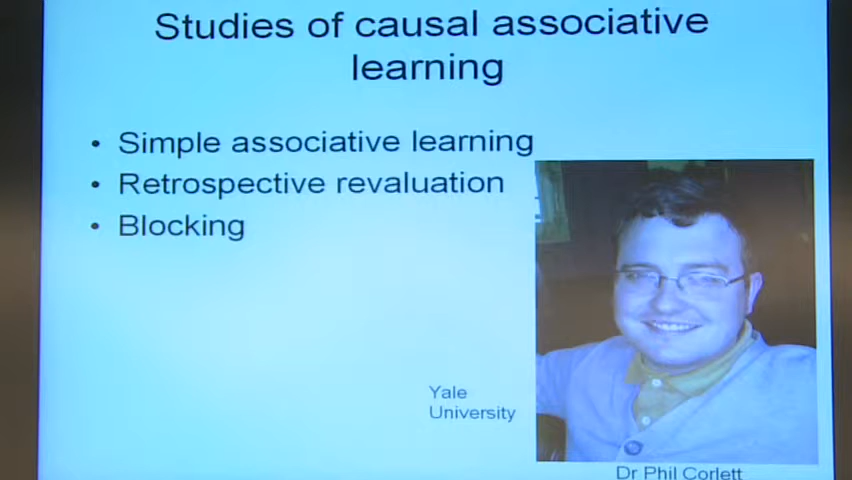 Studies of causal associative
learning
• Simple associative learning
• Retrospective revaluation
• Blocking
Yale
University
Dr Phil Corlett